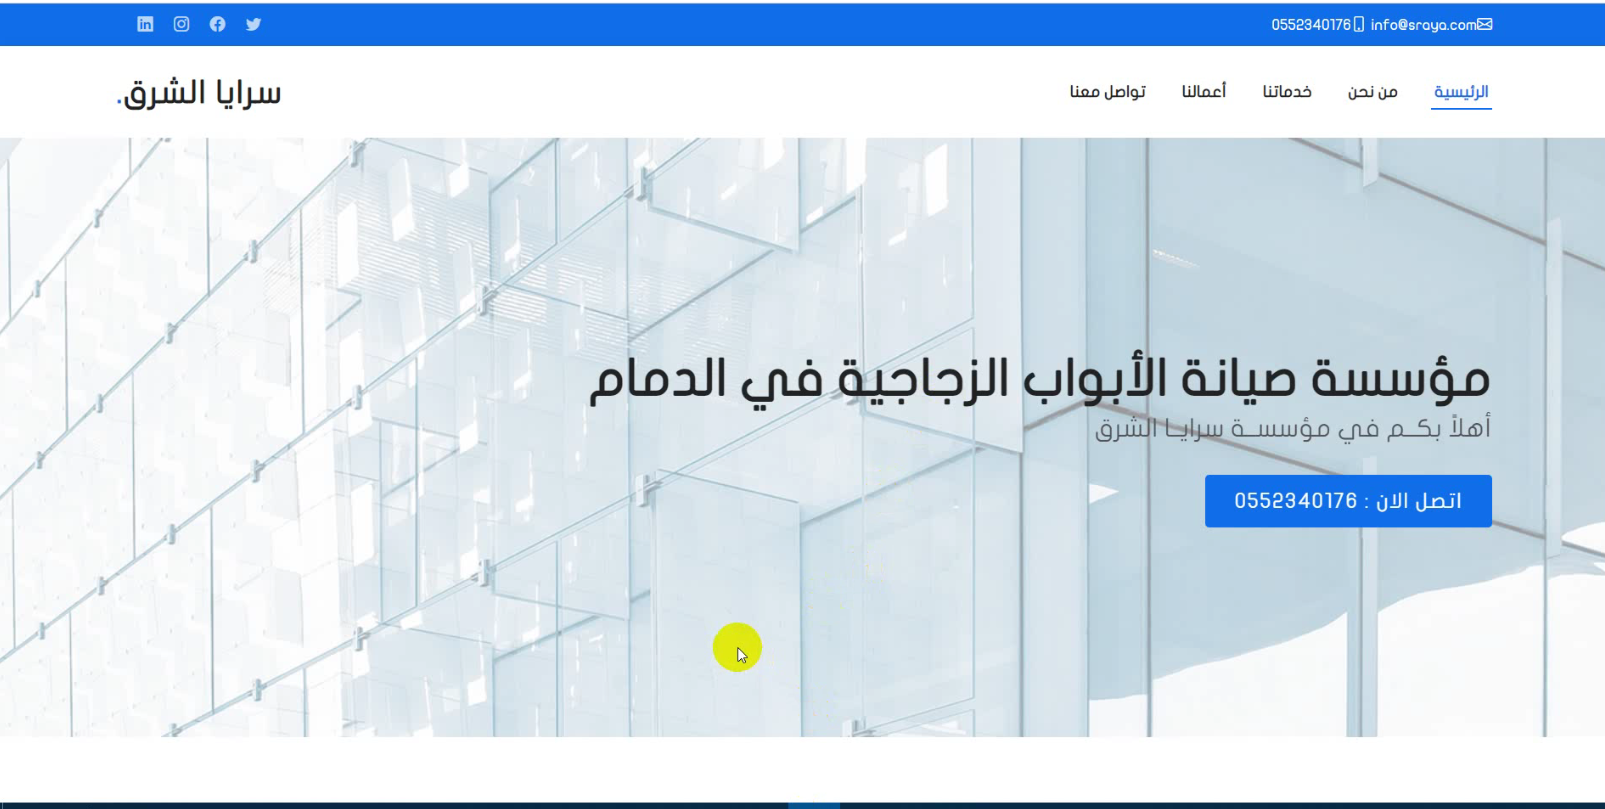 info@sraya.com 0552340176
سرايا الشرق.
الرئيسية من نحن خدماتنا أعمالنا تواصل معنا
مؤسسة صيانة الأبواب الزجاجية في الدمام
أهلاً بكــم في مؤسســة سرايـا الشرق
اتصل الان : 0552340176